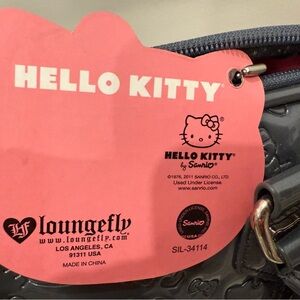 HELLO KITTY
HELLO KITTY
by Sanrio
©1976, 2011 SANRIO CO., LTD.
Used Under License
www.sanrio.com
loungefly
www.loungefly.com
LOS ANGELES, CA
91311 USA
MADE IN CHINA
Sanrio
SIL-34114